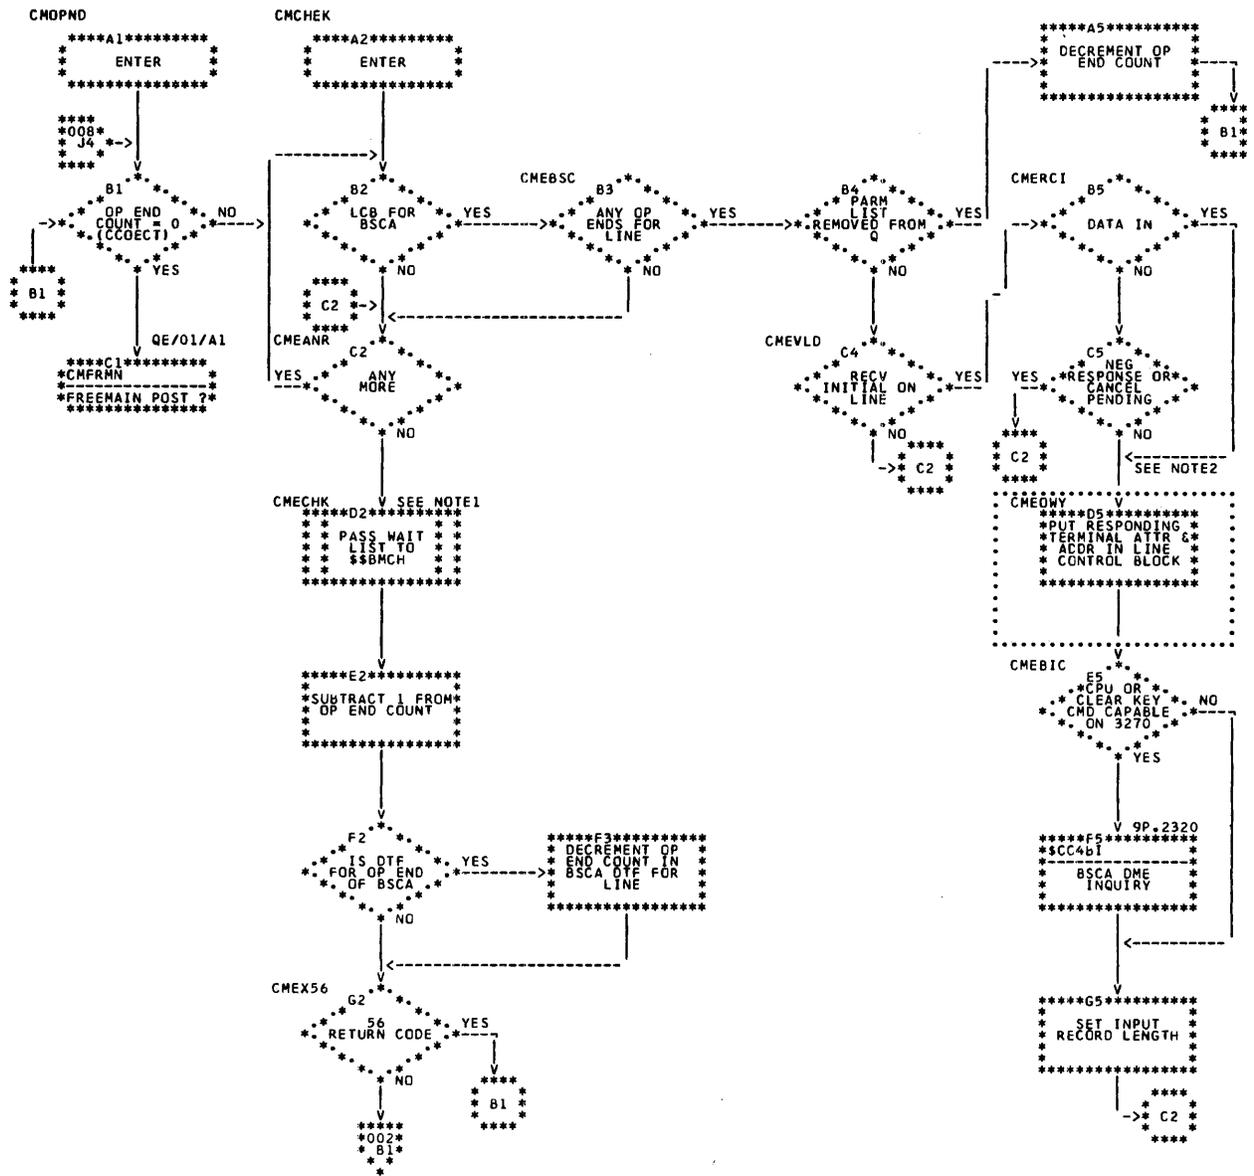 CMOPND
A1
ENTER
008
J4
B1
OP END
COUNT = 0
(CCOECT)
NO
YES
B1
QE/01/A1
C1
CMFRMN
FREEMAIN POST ?
CMCHEK
A2
ENTER
B2
LCB FOR
BSCA
YES
NO
C2
CMEANR
C2
ANY
MORE
YES
NO
CMECHK
SEE NOTE1
D2
PASS WAIT
LIST TO
$$BMCH
E2
SUBTRACT 1 FROM
OP END COUNT
F2
IS DTF
FOR OP END
OF BSCA
YES
NO
F3
DECREMENT OP
END COUNT IN
BSCA DTF FOR
LINE
CMEX56
G2
56
RETURN CODE
YES
NO
B1
002
B1
CMEBSC
B3
ANY OP
ENDS FOR
LINE
YES
NO
B4
PARM
LIST
REMOVED FROM
Q
YES
NO
CMEVLD
C4
RECV
INITIAL ON
LINE
YES
NO
C2
A5
DECREMENT OP
END COUNT
B1
CMERCI
B5
DATA IN
YES
NO
C5
NEG
RESPONSE OR
CANCEL
PENDING
YES
NO
C2
SEE NOTE2
CMEOWY
D5
PUT RESPONDING
TERMINAL ATTR &
ADDR IN LINE
CONTROL BLOCK
CMEBIC
E5
CPU OR
CLEAR KEY
CMD CAPABLE
ON 3270
NO
YES
9P.2320
F5
$CC4BI
BSCA DME
INQUIRY
G5
SET INPUT
RECORD LENGTH
C2